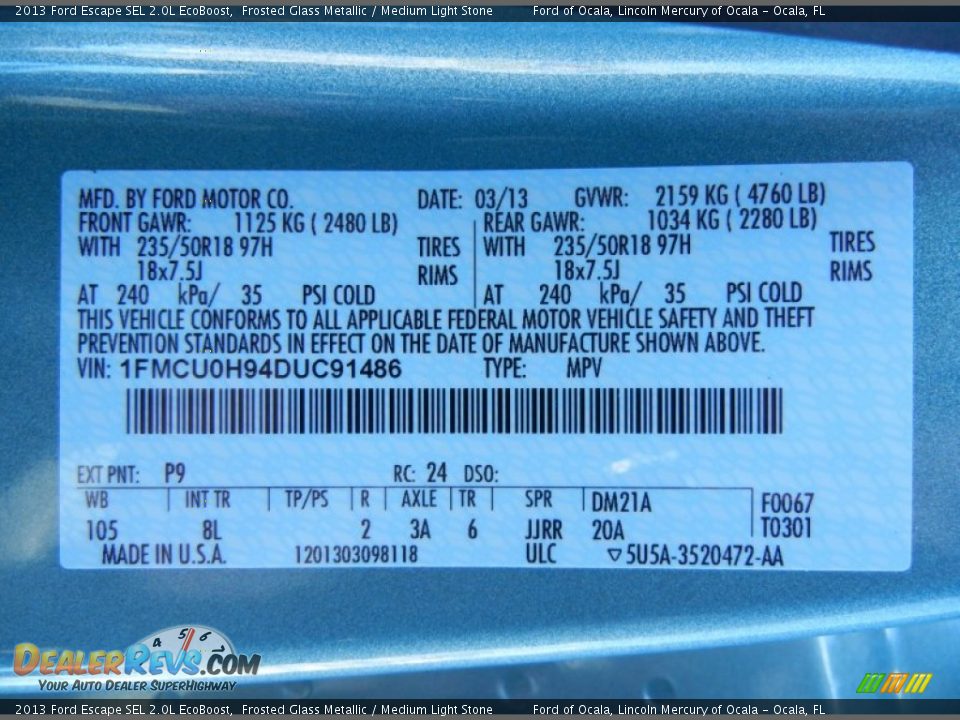 2013 Ford Escape SEL 2.0L EcoBoost, Frosted Glass Metallic / Medium Light Stone Ford of Ocala, Lincoln Mercury of Ocala - Ocala, FL
MFD. BY FORD MOTOR CO. DATE: 03/13 GVWR: 2159 KG ( 4760 LB)
FRONT GAWR: 1125 KG ( 2480 LB) REAR GAWR: 1034 KG ( 2280 LB)
WITH 235/50R18 97H TIRES WITH 235/50R18 97H TIRES
18x7.5J RIMS 18x7.5J RIMS
AT 240 kPa/ 35 PSI COLD AT 240 kPa/ 35 PSI COLD
THIS VEHICLE CONFORMS TO ALL APPLICABLE FEDERAL MOTOR VEHICLE SAFETY AND THEFT
PREVENTION STANDARDS IN EFFECT ON THE DATE OF MANUFACTURE SHOWN ABOVE.
VIN: 1FMCU0H94DUC91486 TYPE: MPV
EXT PNT: P9 RC: 24 DSO:
WB INT TR TP/PS R AXLE TR SPR DM21A F0067
105 8L 2 3A 6 JJRR 20A T0301
MADE IN U.S.A. 1201303098118 ULC ▽5U5A-3520472-AA
4 5 6
DealerRevs.com
Your Auto Dealer SuperHighway
2013 Ford Escape SEL 2.0L EcoBoost, Frosted Glass Metallic / Medium Light Stone Ford of Ocala, Lincoln Mercury of Ocala - Ocala, FL